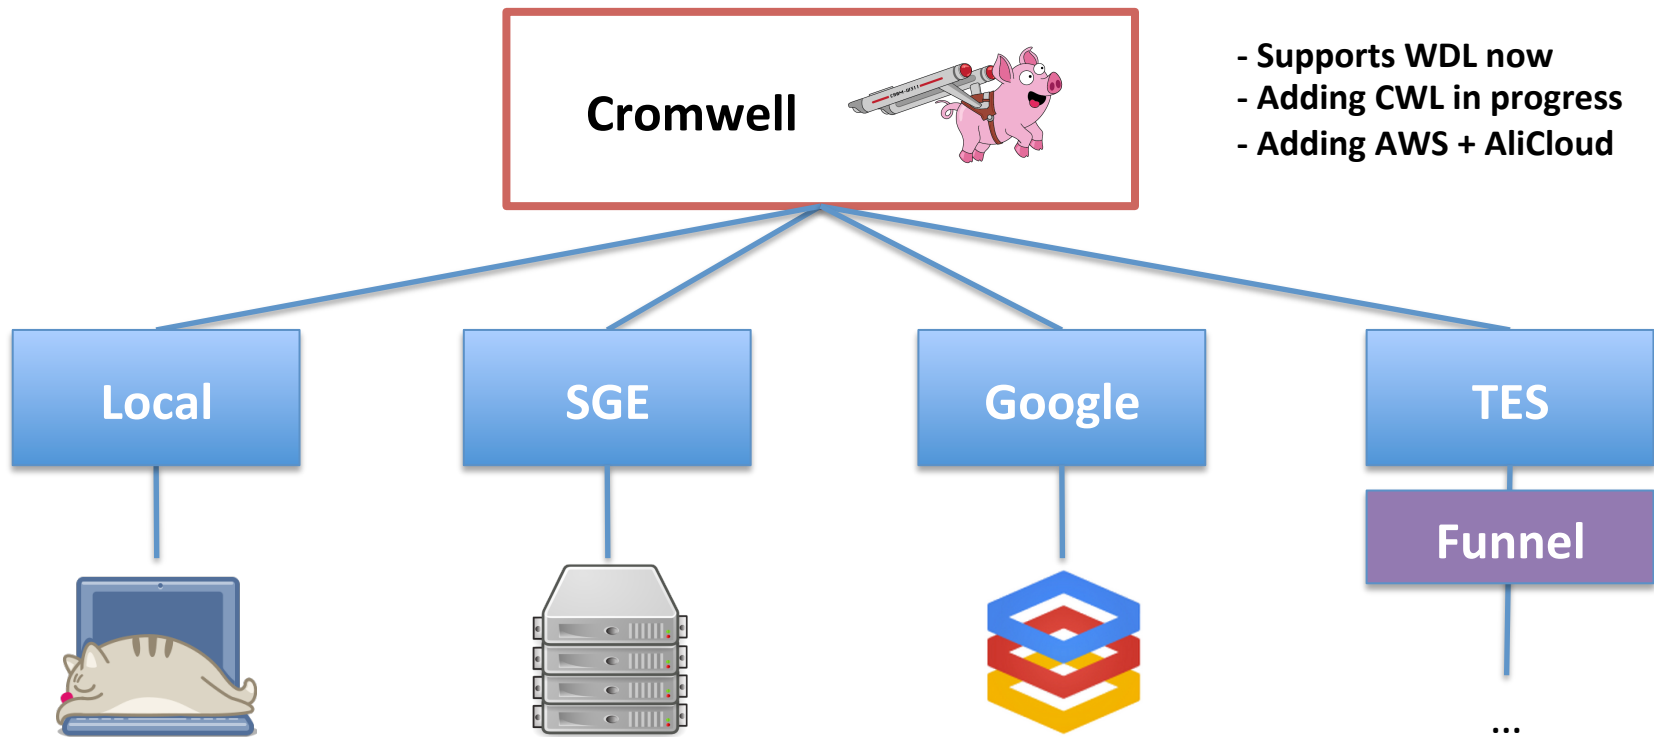 Cromwell
- Supports WDL now
- Adding CWL in progress
- Adding AWS + AliCloud
Local
SGE
Google
TES
Funnel
...